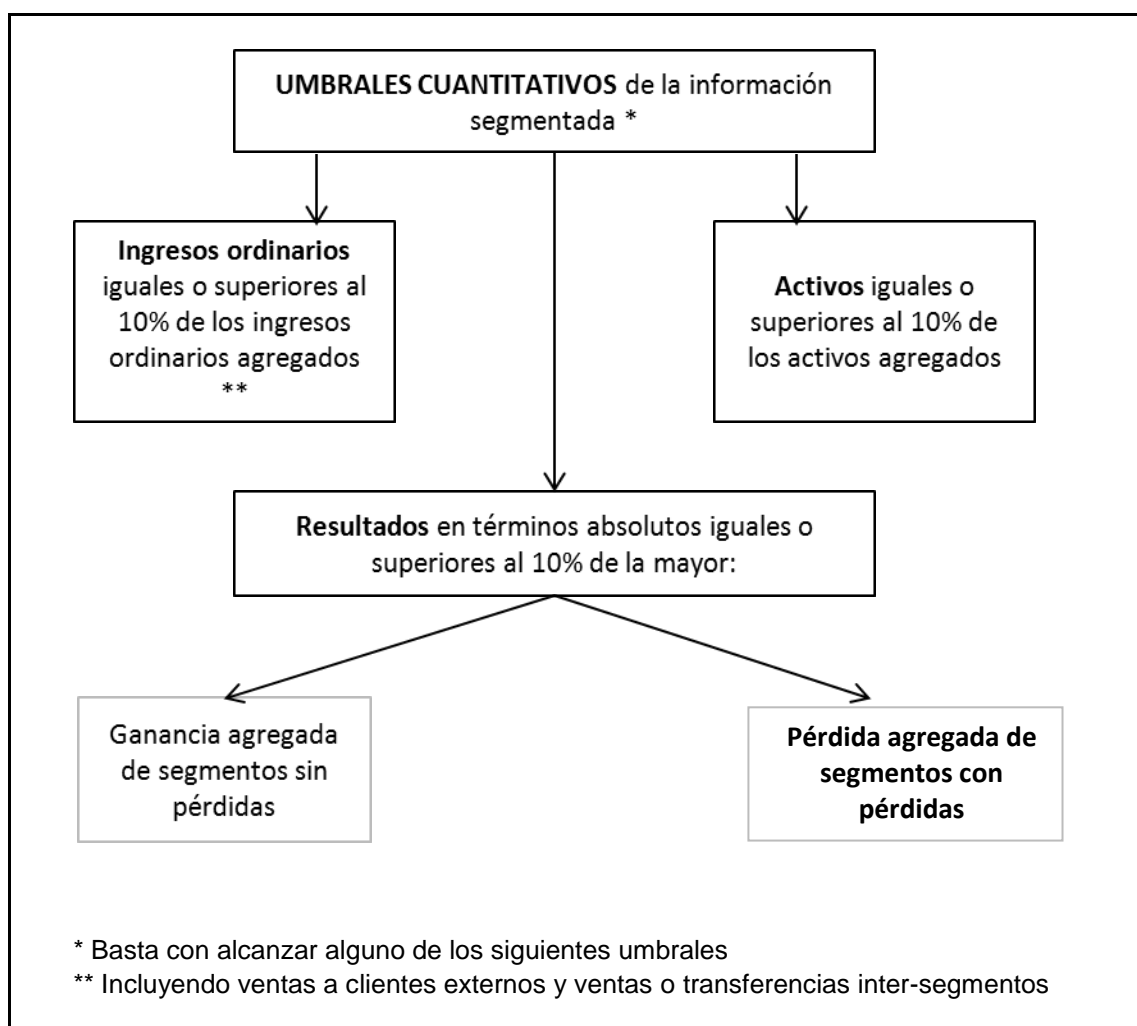 UMBRALES CUANTITATIVOS de la información
segmentada *
Ingresos ordinarios
iguales o superiores al
10% de los ingresos
ordinarios agregados
**
Activos iguales o
superiores al 10% de
los activos agregados
Resultados en términos absolutos iguales o
superiores al 10% de la mayor:
Ganancia agregada
de segmentos sin
pérdidas
Pérdida agregada de
segmentos con
pérdidas
* Basta con alcanzar alguno de los siguientes umbrales
** Incluyendo ventas a clientes externos y ventas o transferencias inter-segmentos